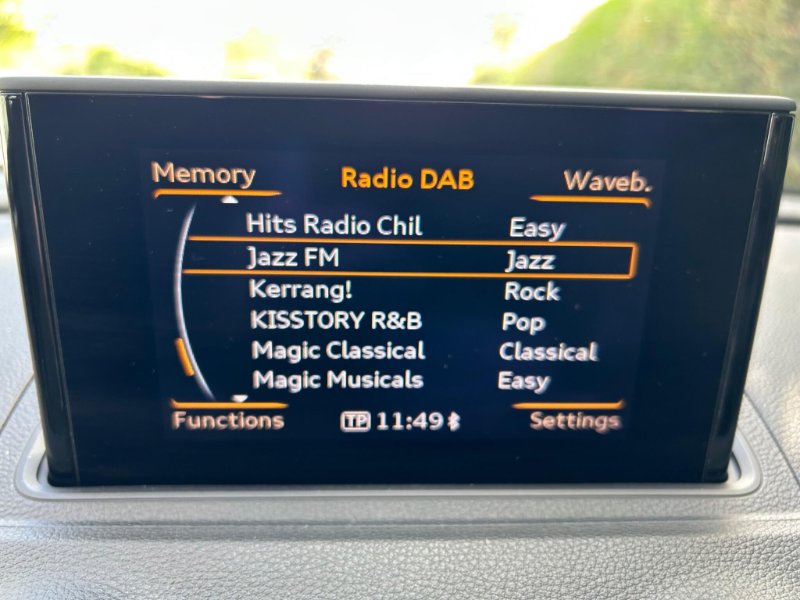 Memory Radio DAB Waveb.
Hits Radio Chil Easy
Jazz FM Jazz
Kerrang! Rock
KISSTORY R&B Pop
Magic Classical Classical
Magic Musicals Easy
Functions TP 11:49 Settings